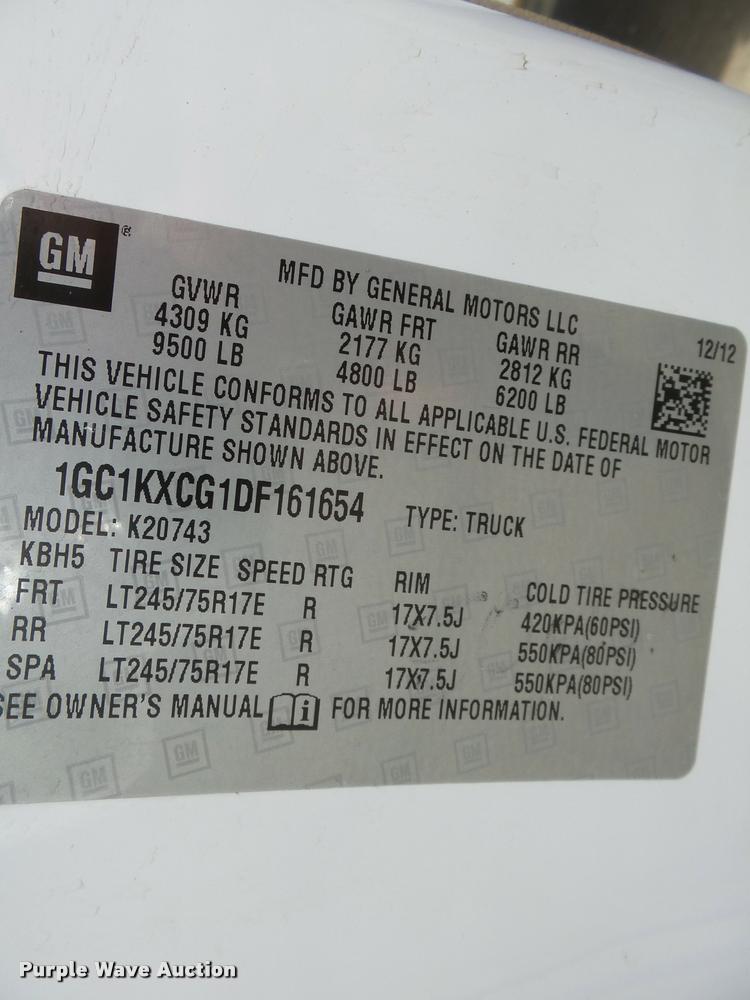 GM ®
MFD BY GENERAL MOTORS LLC
12/12
GVWR GAWR FRT GAWR RR
4309 KG 2177 KG 2812 KG
9500 LB 4800 LB 6200 LB
THIS VEHICLE CONFORMS TO ALL APPLICABLE U.S. FEDERAL MOTOR
VEHICLE SAFETY STANDARDS IN EFFECT ON THE DATE OF
MANUFACTURE SHOWN ABOVE.
1GC1KXCG1DF161654 TYPE: TRUCK
MODEL: K20743
KBH5 TIRE SIZE SPEED RTG RIM COLD TIRE PRESSURE
FRT LT245/75R17E R 17X7.5J 420KPA(60PSI)
RR LT245/75R17E R 17X7.5J 550KPA(80PSI)
SPA LT245/75R17E R 17X7.5J 550KPA(80PSI)
SEE OWNER'S MANUAL i FOR MORE INFORMATION.
Purple Wave Auction